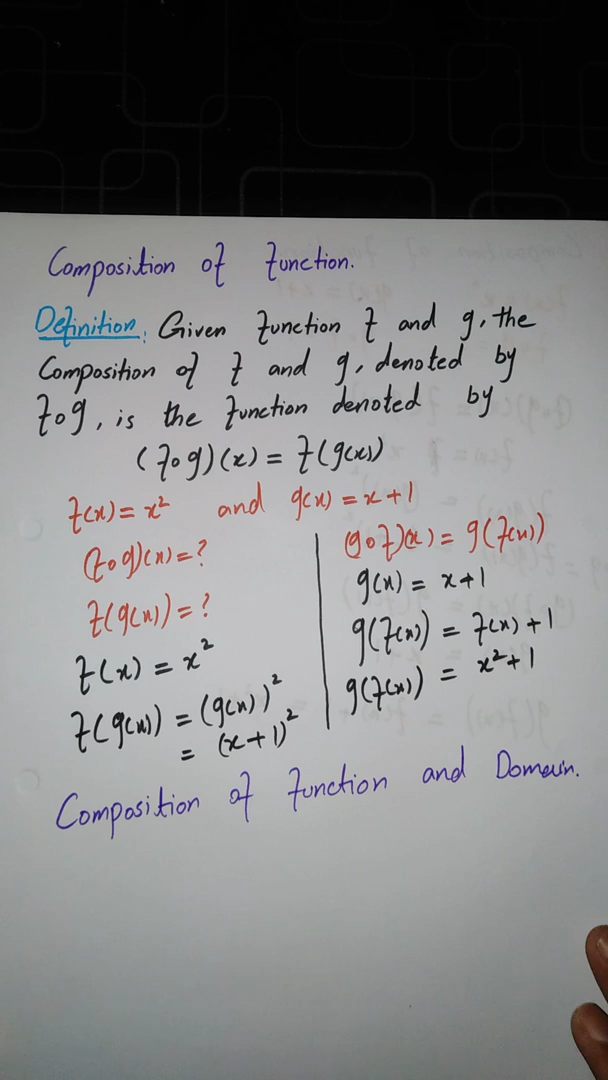 Composition of function.
Definition. Given function f and g, the
Composition of f and g, denoted by
fog, is the function denoted by
(fog)(x) = f(g(x))
f(x) = x² and g(x) = x+1
(fog)(x) = ?
f(g(x)) = ?
f(x) = x²
f(g(x)) = (g(x))²
= (x+1)²
(gof)(x) = g(f(x))
g(x) = x+1
g(f(x)) = f(x)+1
g(f(x)) = x²+1
Composition of function and Domain.